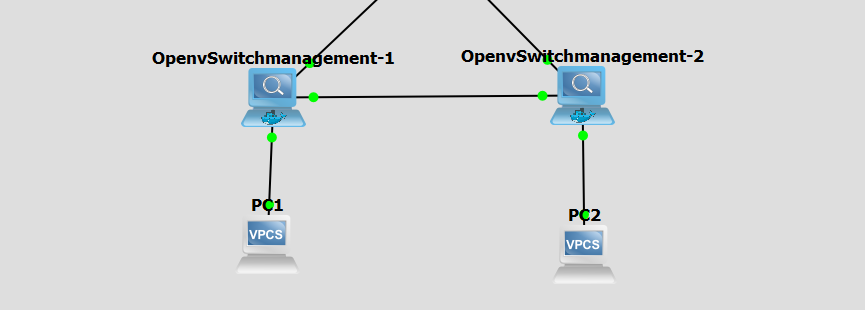 OpenvSwitchmanagement-1
OpenvSwitchmanagement-2
PC1
VPCS
PC2
VPCS